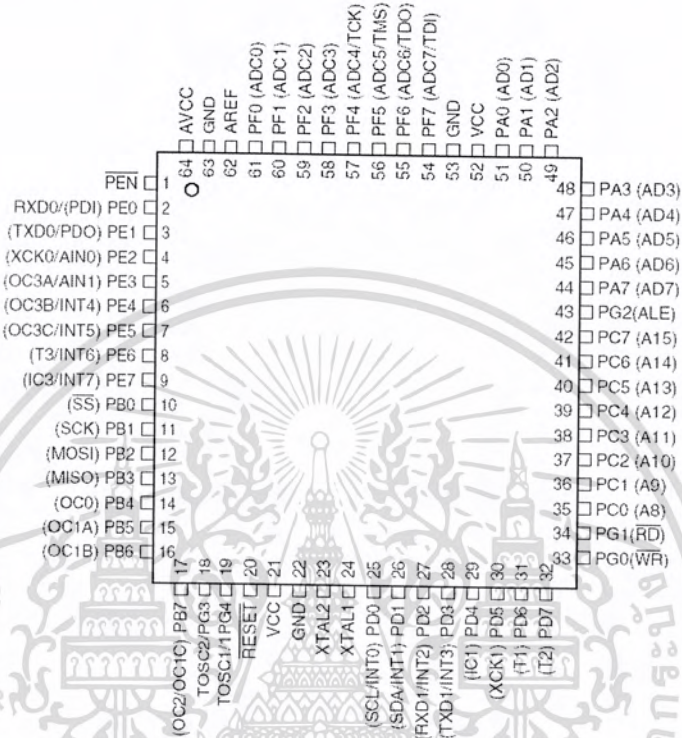 AVCC
GND
AREF
PF0 (ADC0)
PF1 (ADC1)
PF2 (ADC2)
PF3 (ADC3)
PF4 (ADC4/TCK)
PF5 (ADC5/TMS)
PF6 (ADC6/TDO)
PF7 (ADC7/TDI)
GND
VCC
PA0 (AD0)
PA1 (AD1)
PA2 (AD2)
64 63 62 61 60 59 58 57 56 55 54 53 52 51 50 49
PEN 1
RXD0/(PDI) PE0 2
(TXD0/PDO) PE1 3
(XCK0/AIN0) PE2 4
(OC3A/AIN1) PE3 5
(OC3B/INT4) PE4 6
(OC3C/INT5) PE5 7
(T3/INT6) PE6 8
(IC3/INT7) PE7 9
(SS) PB0 10
(SCK) PB1 11
(MOSI) PB2 12
(MISO) PB3 13
(OC0) PB4 14
(OC1A) PB5 15
(OC1B) PB6 16
48 PA3 (AD3)
47 PA4 (AD4)
46 PA5 (AD5)
45 PA6 (AD6)
44 PA7 (AD7)
43 PG2(ALE)
42 PC7 (A15)
41 PC6 (A14)
40 PC5 (A13)
39 PC4 (A12)
38 PC3 (A11)
37 PC2 (A10)
36 PC1 (A9)
35 PC0 (A8)
34 PG1(RD)
33 PG0(WR)
17 18 19 20 21 22 23 24 25 26 27 28 29 30 31 32
(OC2/OC1C) PB7
TOSC2/PG3
TOSC1/1PG4
RESET
VCC
GND
XTAL2
XTAL1
(SCL/INT0) PD0
(SDA/INT1) PD1
(RXD1/INT2) PD2
(TXD1/INT3) PD3
(IC1) PD4
(XCK1) PD5
(T1) PD6
(T2) PD7